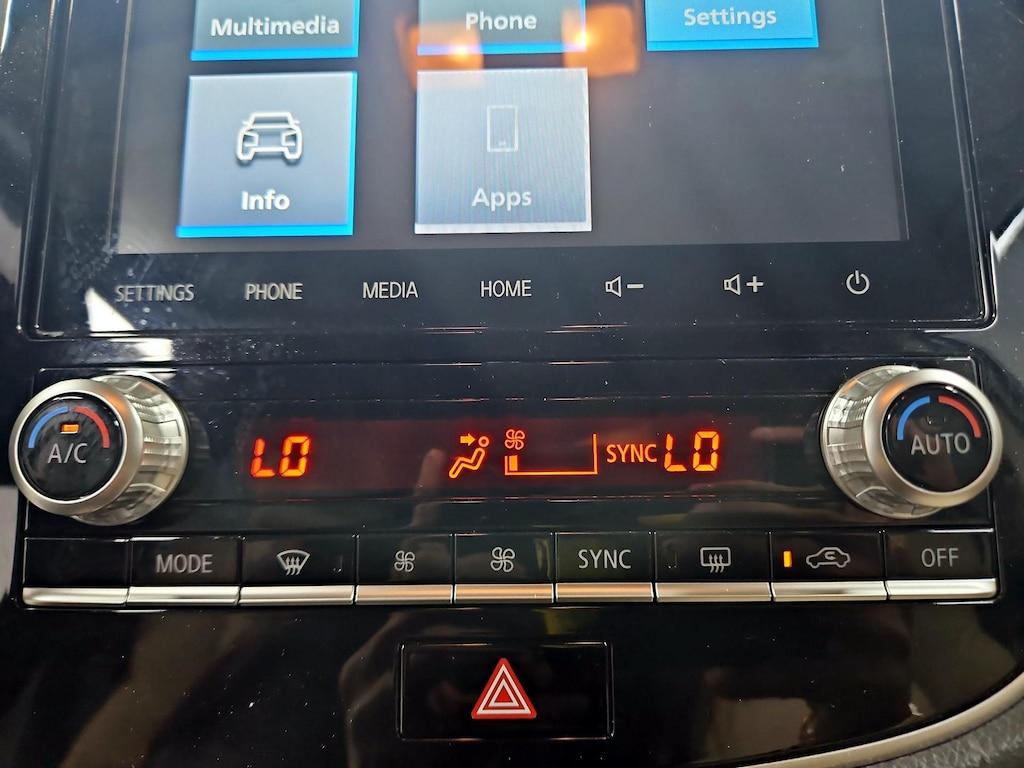 Multimedia Phone Settings
Info Apps
SETTINGS PHONE MEDIA HOME
A/C LO SYNC LO AUTO
MODE SYNC OFF